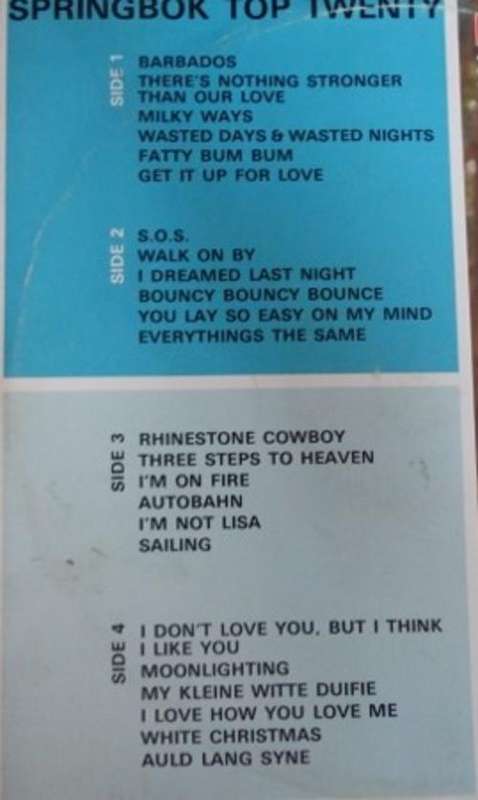 SPRINGBOK TOP TWENTY
SIDE 1
BARBADOS
THERE'S NOTHING STRONGER
THAN OUR LOVE
MILKY WAYS
WASTED DAYS & WASTED NIGHTS
FATTY BUM BUM
GET IT UP FOR LOVE
SIDE 2
S.O.S.
WALK ON BY
I DREAMED LAST NIGHT
BOUNCY BOUNCY BOUNCE
YOU LAY SO EASY ON MY MIND
EVERYTHINGS THE SAME
SIDE 3
RHINESTONE COWBOY
THREE STEPS TO HEAVEN
I'M ON FIRE
AUTOBAHN
I'M NOT LISA
SAILING
SIDE 4
I DON'T LOVE YOU, BUT I THINK
I LIKE YOU
MOONLIGHTING
MY KLEINE WITTE DUIFIE
I LOVE HOW YOU LOVE ME
WHITE CHRISTMAS
AULD LANG SYNE